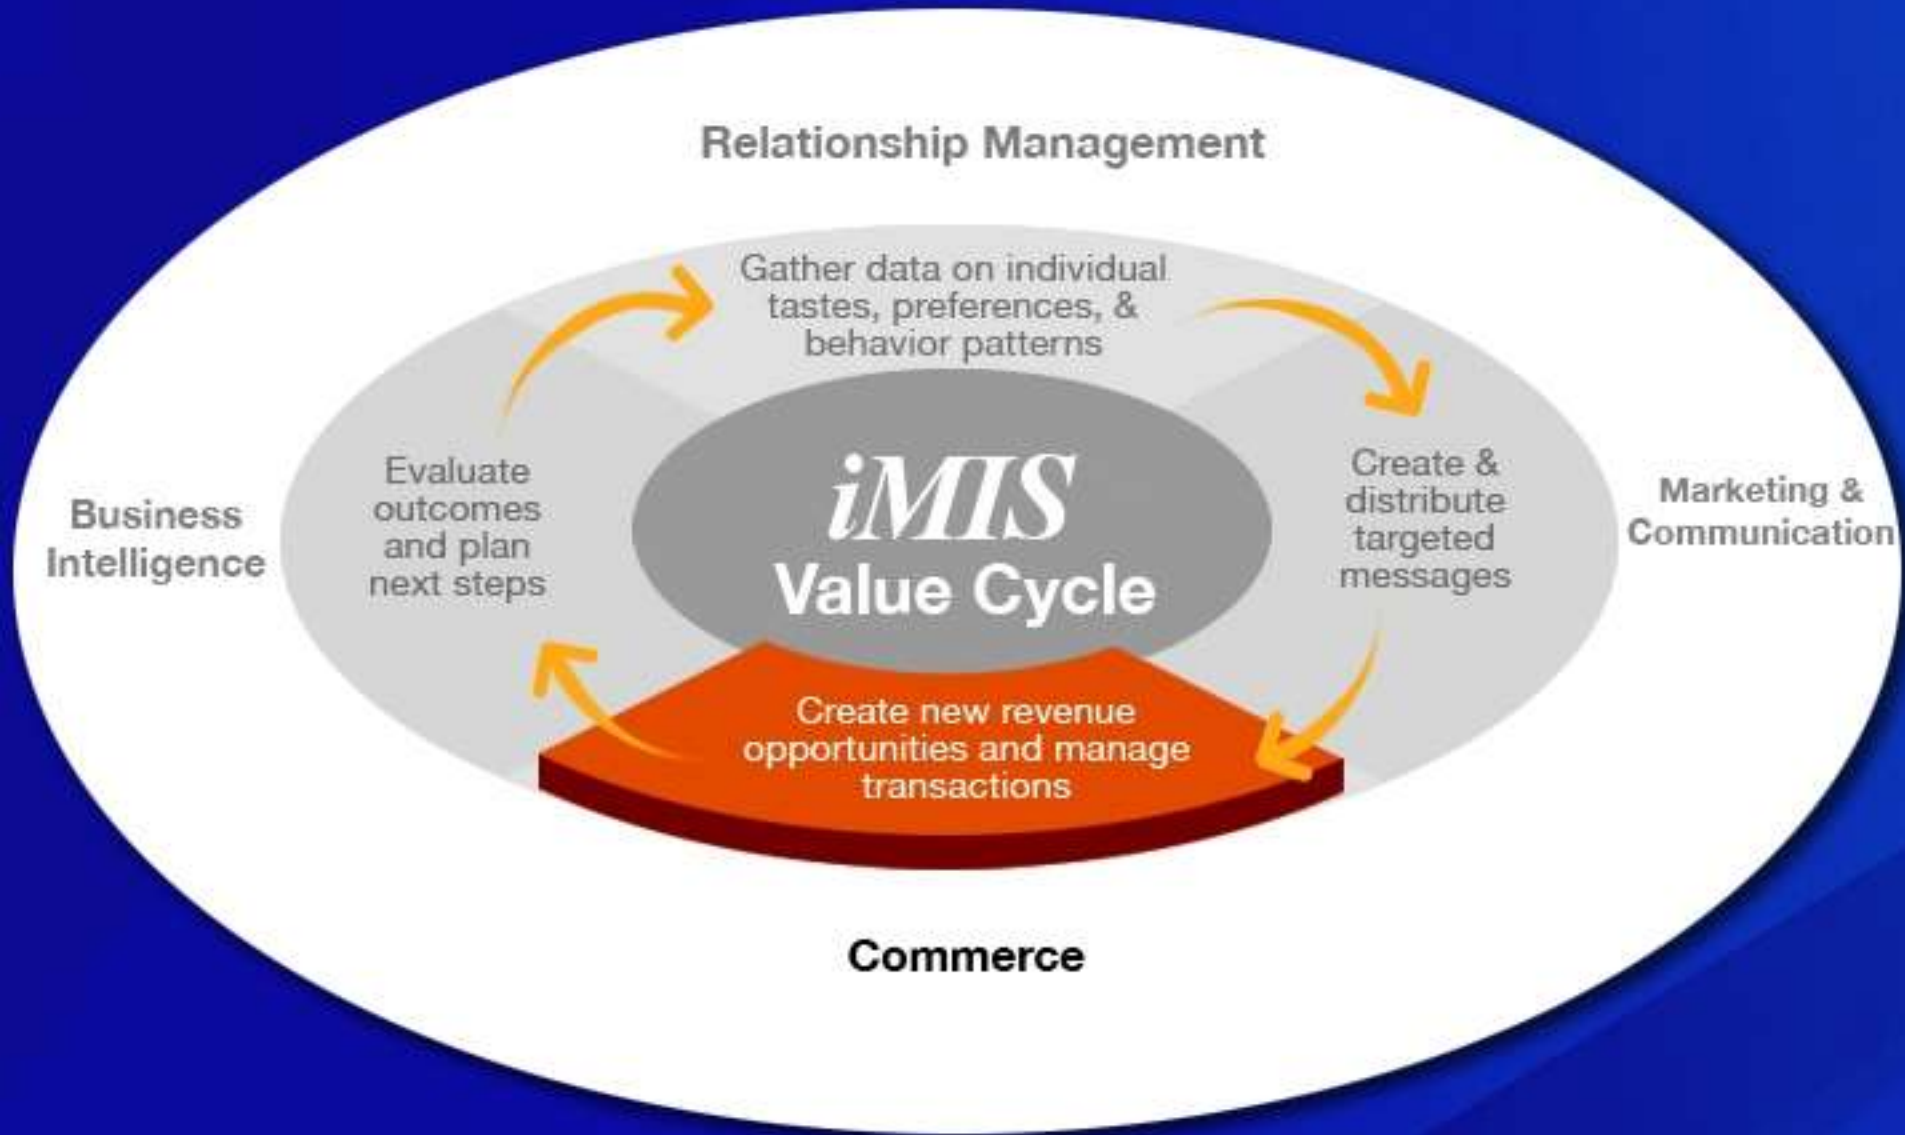 Relationship Management
Gather data on individual
tastes, preferences, &
behavior patterns
Evaluate
outcomes
and plan
next steps
Business
Intelligence
iMIS
Value Cycle
Create &
distribute
targeted
messages
Marketing &
Communication
Create new revenue
opportunities and manage
transactions
Commerce